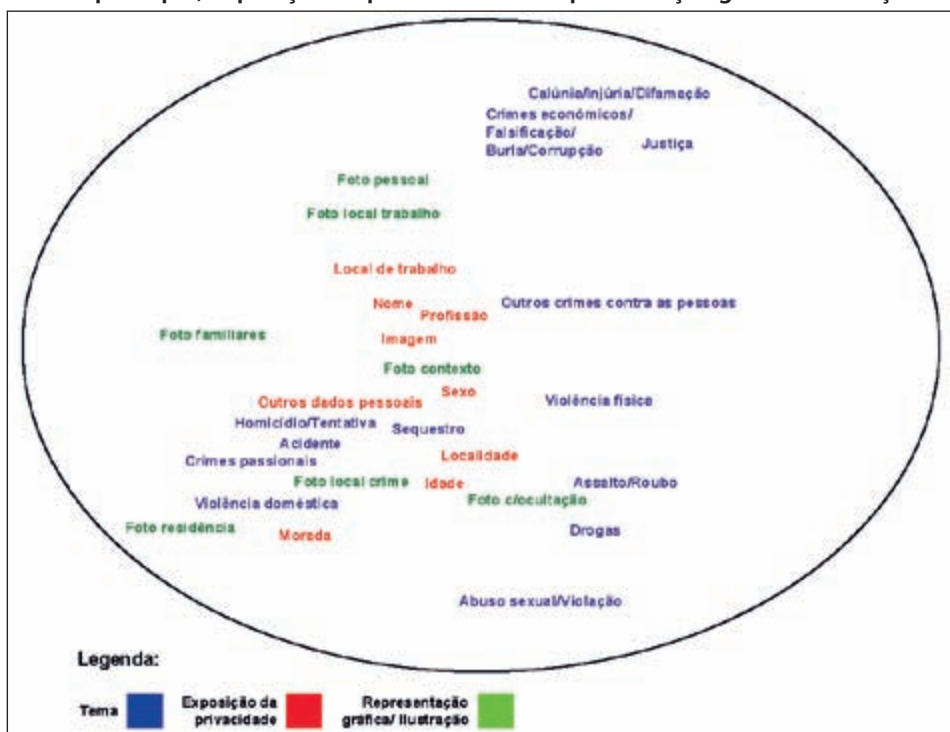 Calúnia/Injúria/Difamação
Crimes económicos/
Falsificação/
Burla/Corrupção
Justiça
Foto pessoal
Foto local trabalho
Local de trabalho
Nome
Profissão
Outros crimes contra as pessoas
Foto familiares
Imagem
Foto contexto
Sexo
Outros dados pessoais
Violência física
Homicídio/Tentativa
Sequestro
Acidente
Crimes passionais
Localidade
Foto local crime
Idade
Assalto/Roubo
Foto c/ocultação
Violência doméstica
Foto residência
Morada
Drogas
Abuso sexual/Violação
Legenda:
Tema
Exposição da
privacidade
Representação
gráfica/ Ilustração